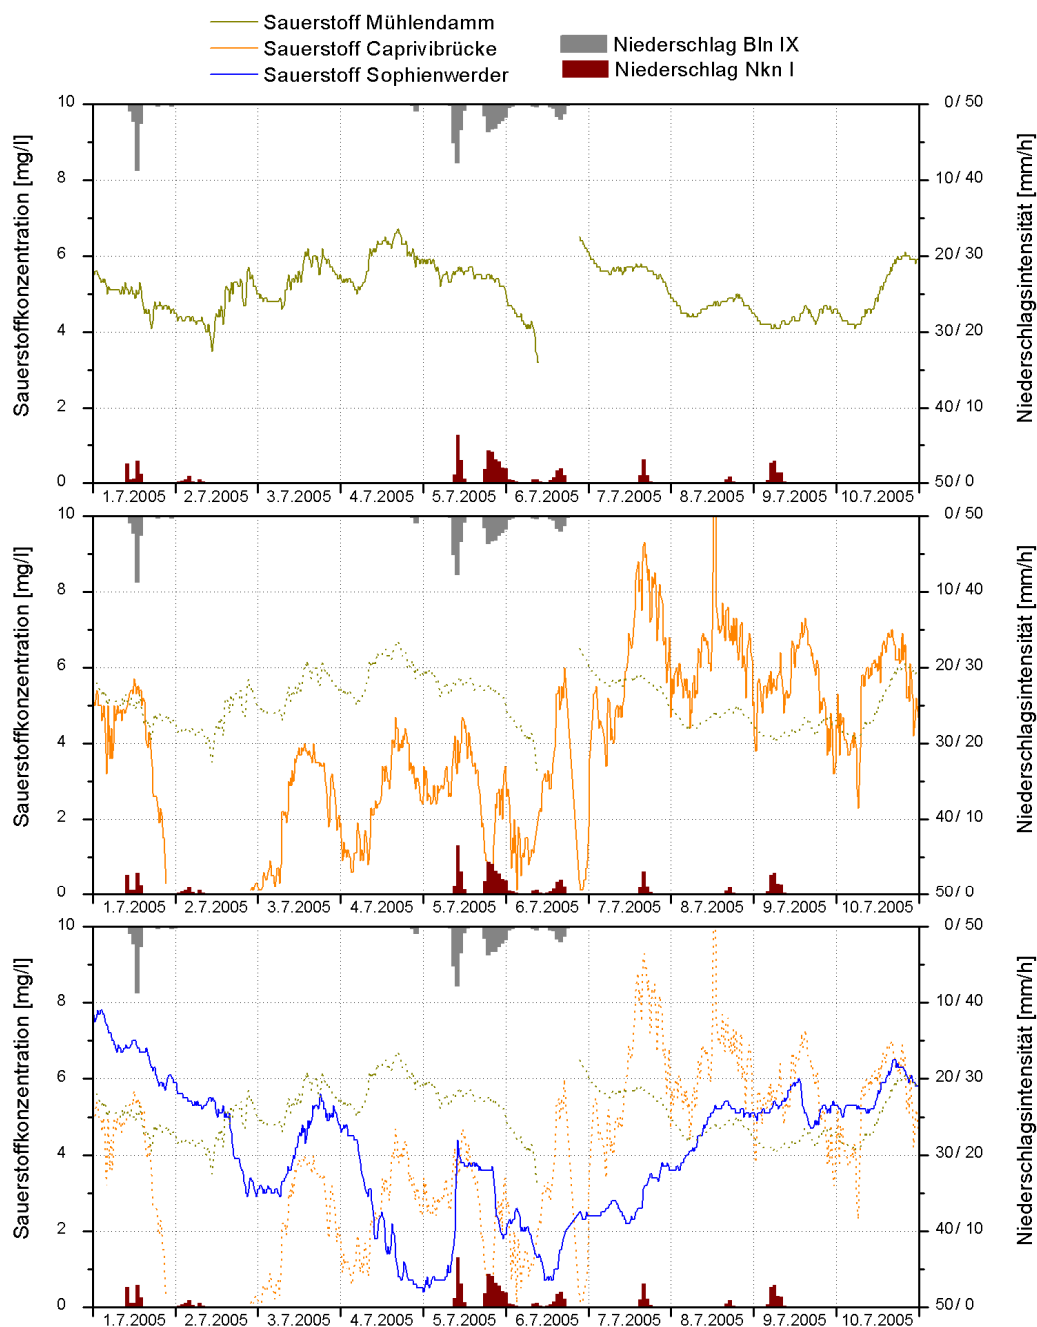 Sauerstoff Mühlendamm
Sauerstoff Caprivibrücke
Sauerstoff Sophienwerder
Niederschlag Bln IX
Niederschlag Nkn I
Sauerstoffkonzentration [mg/l]
10
8
6
4
2
0
0/ 50
10/ 40
20/ 30
30/ 20
40/ 10
50/ 0
Niederschlagsintensität [mm/h]
1.7.2005 2.7.2005 3.7.2005 4.7.2005 5.7.2005 6.7.2005 7.7.2005 8.7.2005 9.7.2005 10.7.2005
Sauerstoffkonzentration [mg/l]
10
8
6
4
2
0
0/ 50
10/ 40
20/ 30
30/ 20
40/ 10
50/ 0
Niederschlagsintensität [mm/h]
1.7.2005 2.7.2005 3.7.2005 4.7.2005 5.7.2005 6.7.2005 7.7.2005 8.7.2005 9.7.2005 10.7.2005
Sauerstoffkonzentration [mg/l]
10
8
6
4
2
0
0/ 50
10/ 40
20/ 30
30/ 20
40/ 10
50/ 0
Niederschlagsintensität [mm/h]
1.7.2005 2.7.2005 3.7.2005 4.7.2005 5.7.2005 6.7.2005 7.7.2005 8.7.2005 9.7.2005 10.7.2005